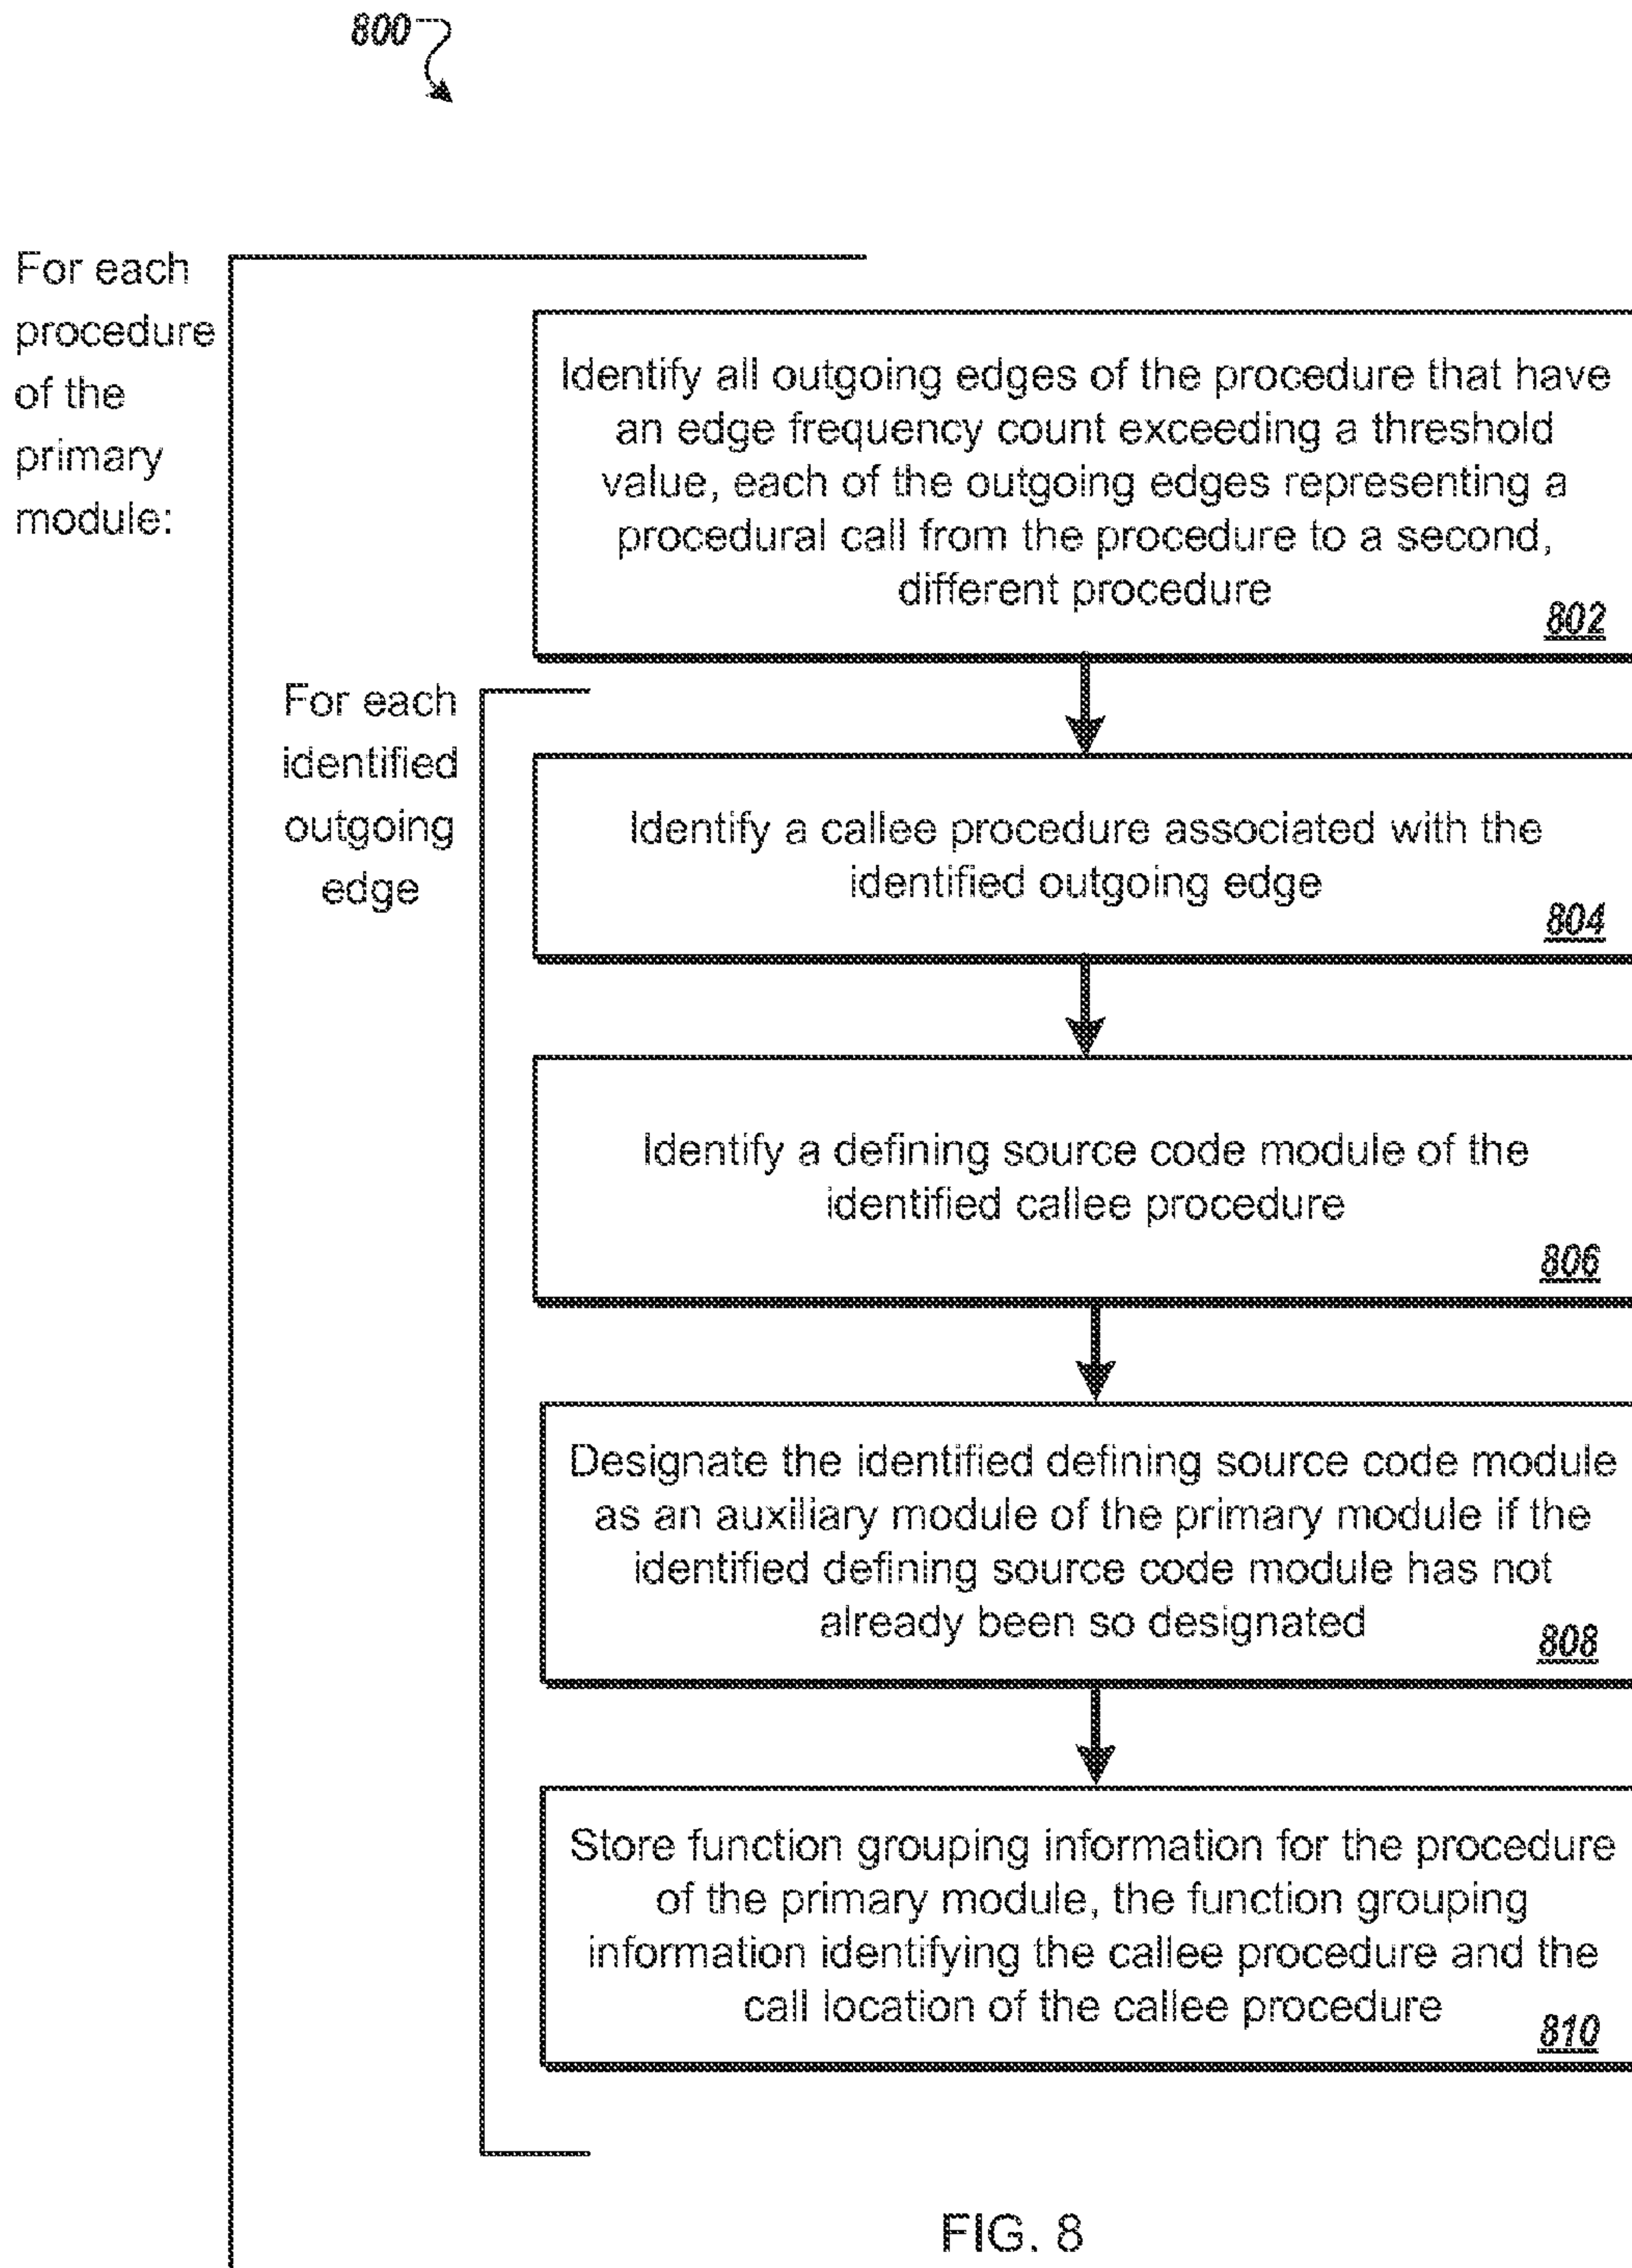 800
For each
procedure
of the
primary
module:
Identify all outgoing edges of the procedure that have
an edge frequency count exceeding a threshold
value, each of the outgoing edges representing a
procedural call from the procedure to a second,
different procedure
802
For each
identified
outgoing
edge
Identify a callee procedure associated with the
identified outgoing edge
804
Identify a defining source code module of the
identified callee procedure
806
Designate the identified defining source code module
as an auxiliary module of the primary module if the
identified defining source code module has not
already been so designated
808
Store function grouping information for the procedure
of the primary module, the function grouping
information identifying the callee procedure and the
call location of the callee procedure
810
FIG. 8